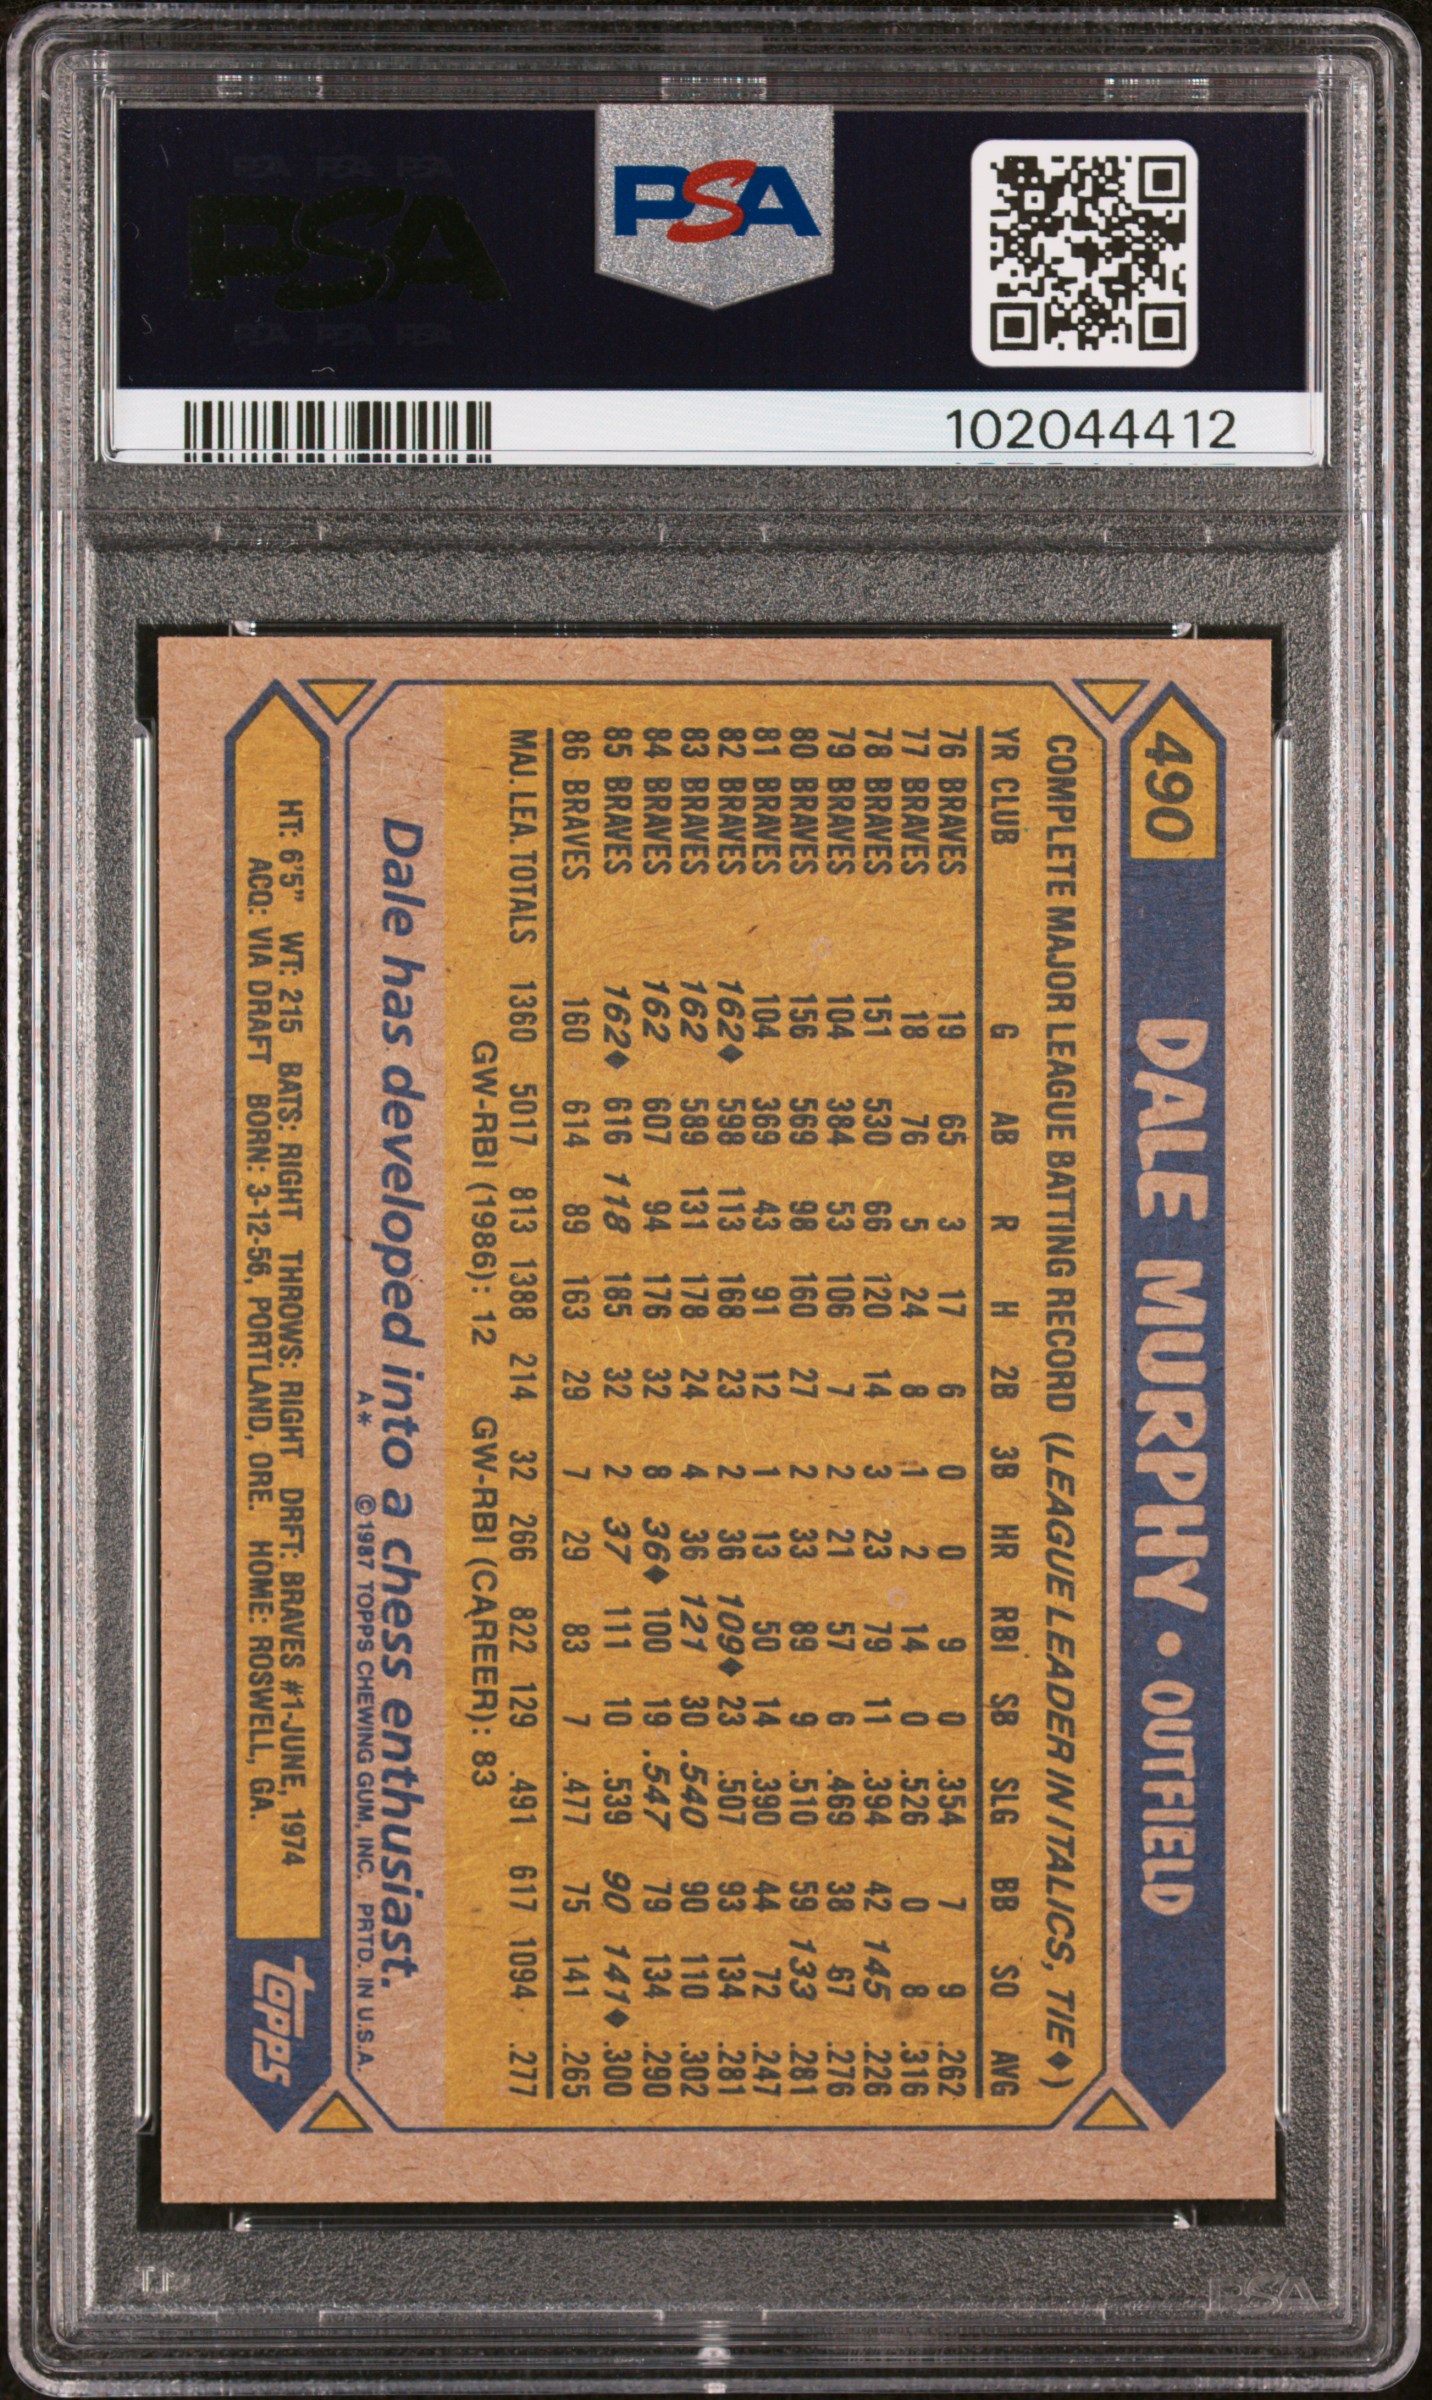 PSA PSA PSA
PSA
PSA PSA PSA
PSA
102044412
490 DALE MURPHY • OUTFIELD
COMPLETE MAJOR LEAGUE BATTING RECORD (LEAGUE LEADER IN ITALICS, TIE♦)
YR CLUB G AB R H 2B 3B HR RBI SB SLG BB SO AVG
76 BRAVES 19 65 3 17 6 0 0 9 0 .354 7 9 .262
77 BRAVES 18 76 5 24 8 1 2 14 0 .526 0 8 .316
78 BRAVES 151 530 66 120 14 3 23 79 11 .394 42 145 .226
79 BRAVES 104 384 53 106 7 2 21 57 6 .469 38 67 .276
80 BRAVES 156 569 98 160 27 2 33 89 9 .510 59 133 .281
81 BRAVES 104 369 43 91 12 1 13 50 14 .390 44 72 .247
82 BRAVES 162♦ 598 113 168 23 2 36 109♦ 23 .507 93 134 .281
83 BRAVES 162 589 131 178 24 4 36 121 30 .540 90 110 .302
84 BRAVES 162 607 94 176 32 8 36♦ 100 19 .547 79 134 .290
85 BRAVES 162♦ 616 118 185 32 2 37 111 10 .539 90 141♦ .300
86 BRAVES 160 614 89 163 29 7 29 83 7 .477 75 141 .265
MAJ. LEA. TOTALS 1360 5017 813 1388 214 32 266 822 129 .491 617 1094 .277
GW-RBI (1986): 12 GW-RBI (CAREER): 83
Dale has developed into a chess enthusiast.
A* ©1987 TOPPS CHEWING GUM, INC. PRTD. IN U.S.A.
HT: 6'5" WT: 215 BATS: RIGHT THROWS: RIGHT DRFT: BRAVES #1-JUNE, 1974
ACQ: VIA DRAFT BORN: 3-12-56, PORTLAND, ORE. HOME: ROSWELL, GA.
topps
PSA